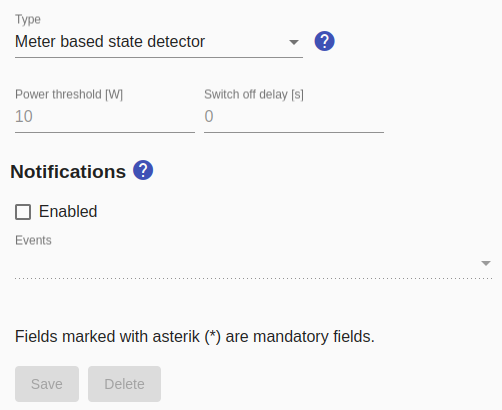 Type
Meter based state detector
?
Power threshold [W]
Switch off delay [s]
10
0
Notifications ?
Enabled
Events
Fields marked with asterik (*) are mandatory fields.
Save
Delete